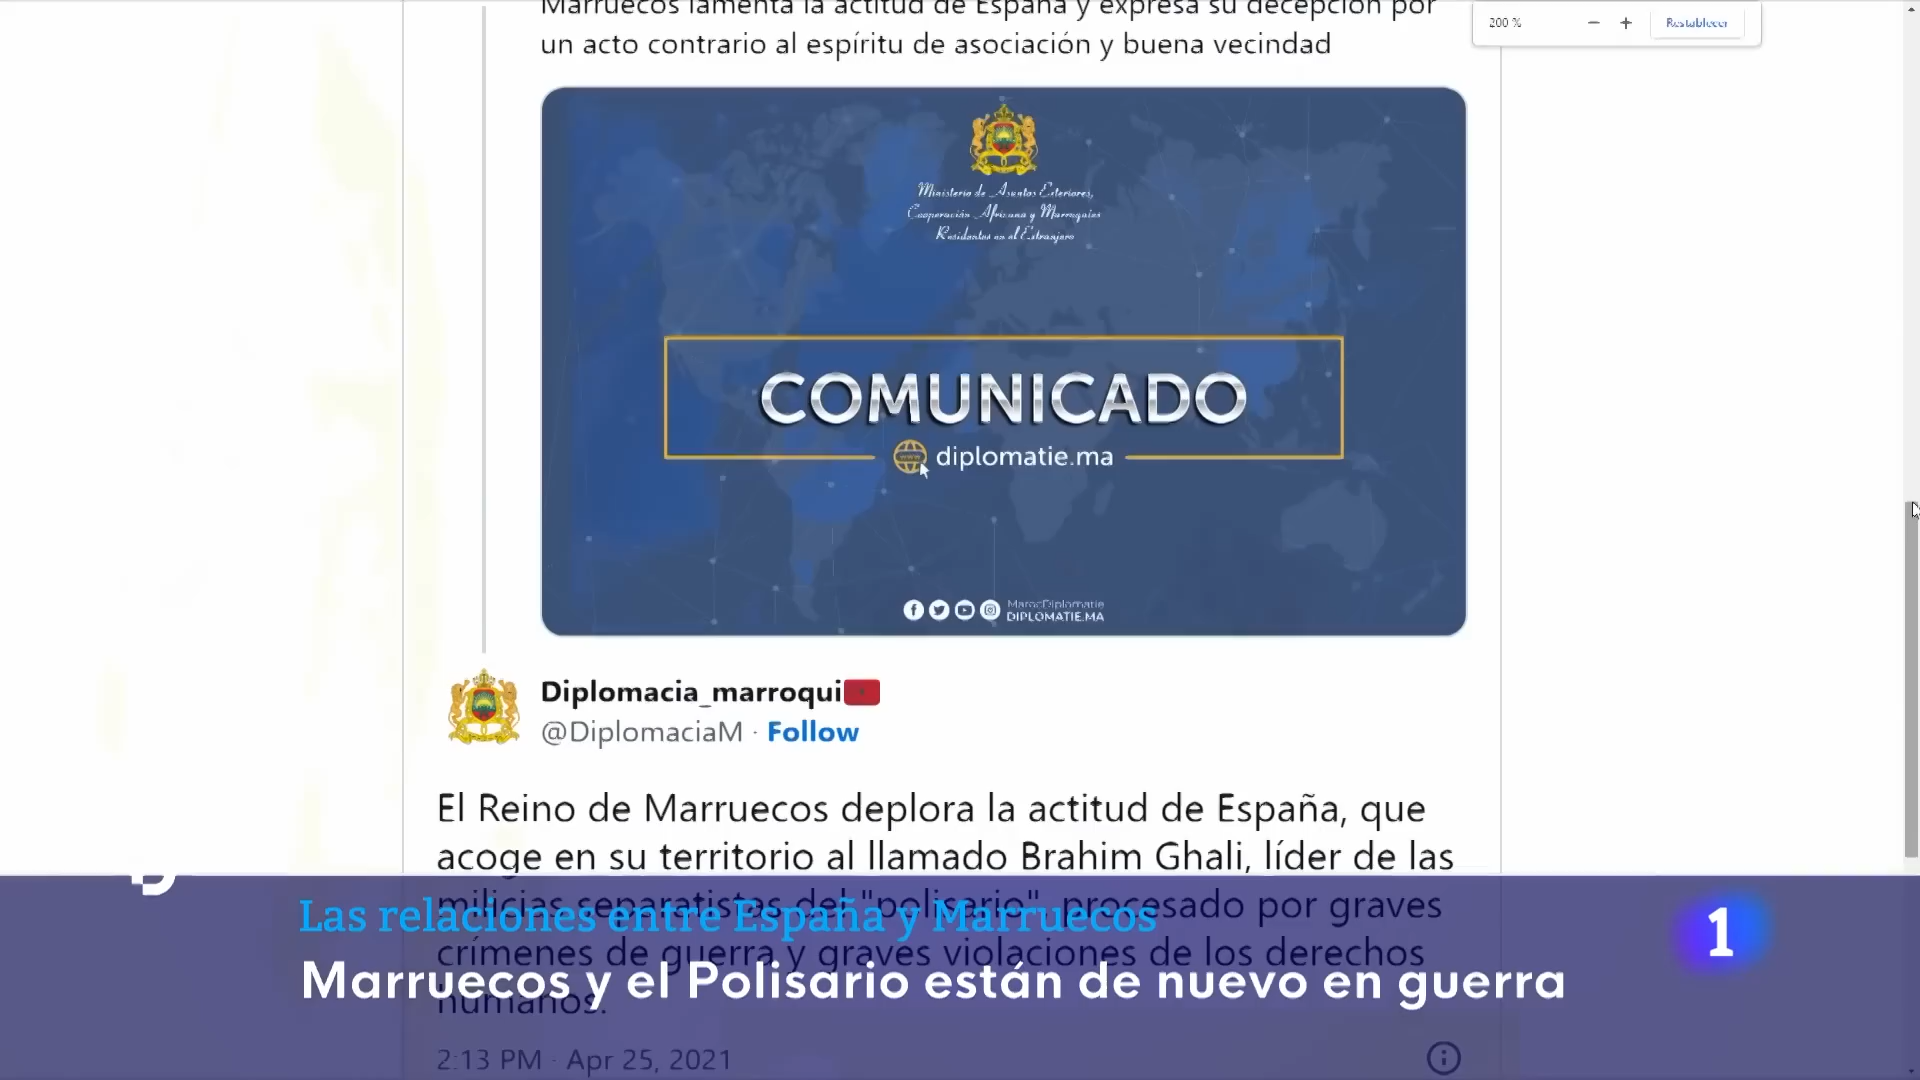 Marruecos lamenta la actitud de España y expresa su decepción por
un acto contrario al espíritu de asociación y buena vecindad
200 %
Restablecer
Ministerio de Asuntos Exteriores,
Cooperación Africana y Marroquíes
Residentes en el Extranjero
COMUNICADO
www
diplomatie.ma
MarocDiplomatie
DIPLOMATIE.MA
Diplomacia_marroqui
@DiplomaciaM · Follow
El Reino de Marruecos deplora la actitud de España, que
acoge en su territorio al llamado Brahim Ghali, líder de las
milicias separatistas del "polisario", procesado por graves
crímenes de guerra y graves violaciones de los derechos
humanos.
2:13 PM · Apr 25, 2021
Las relaciones entre España y Marruecos
Marruecos y el Polisario están de nuevo en guerra
1